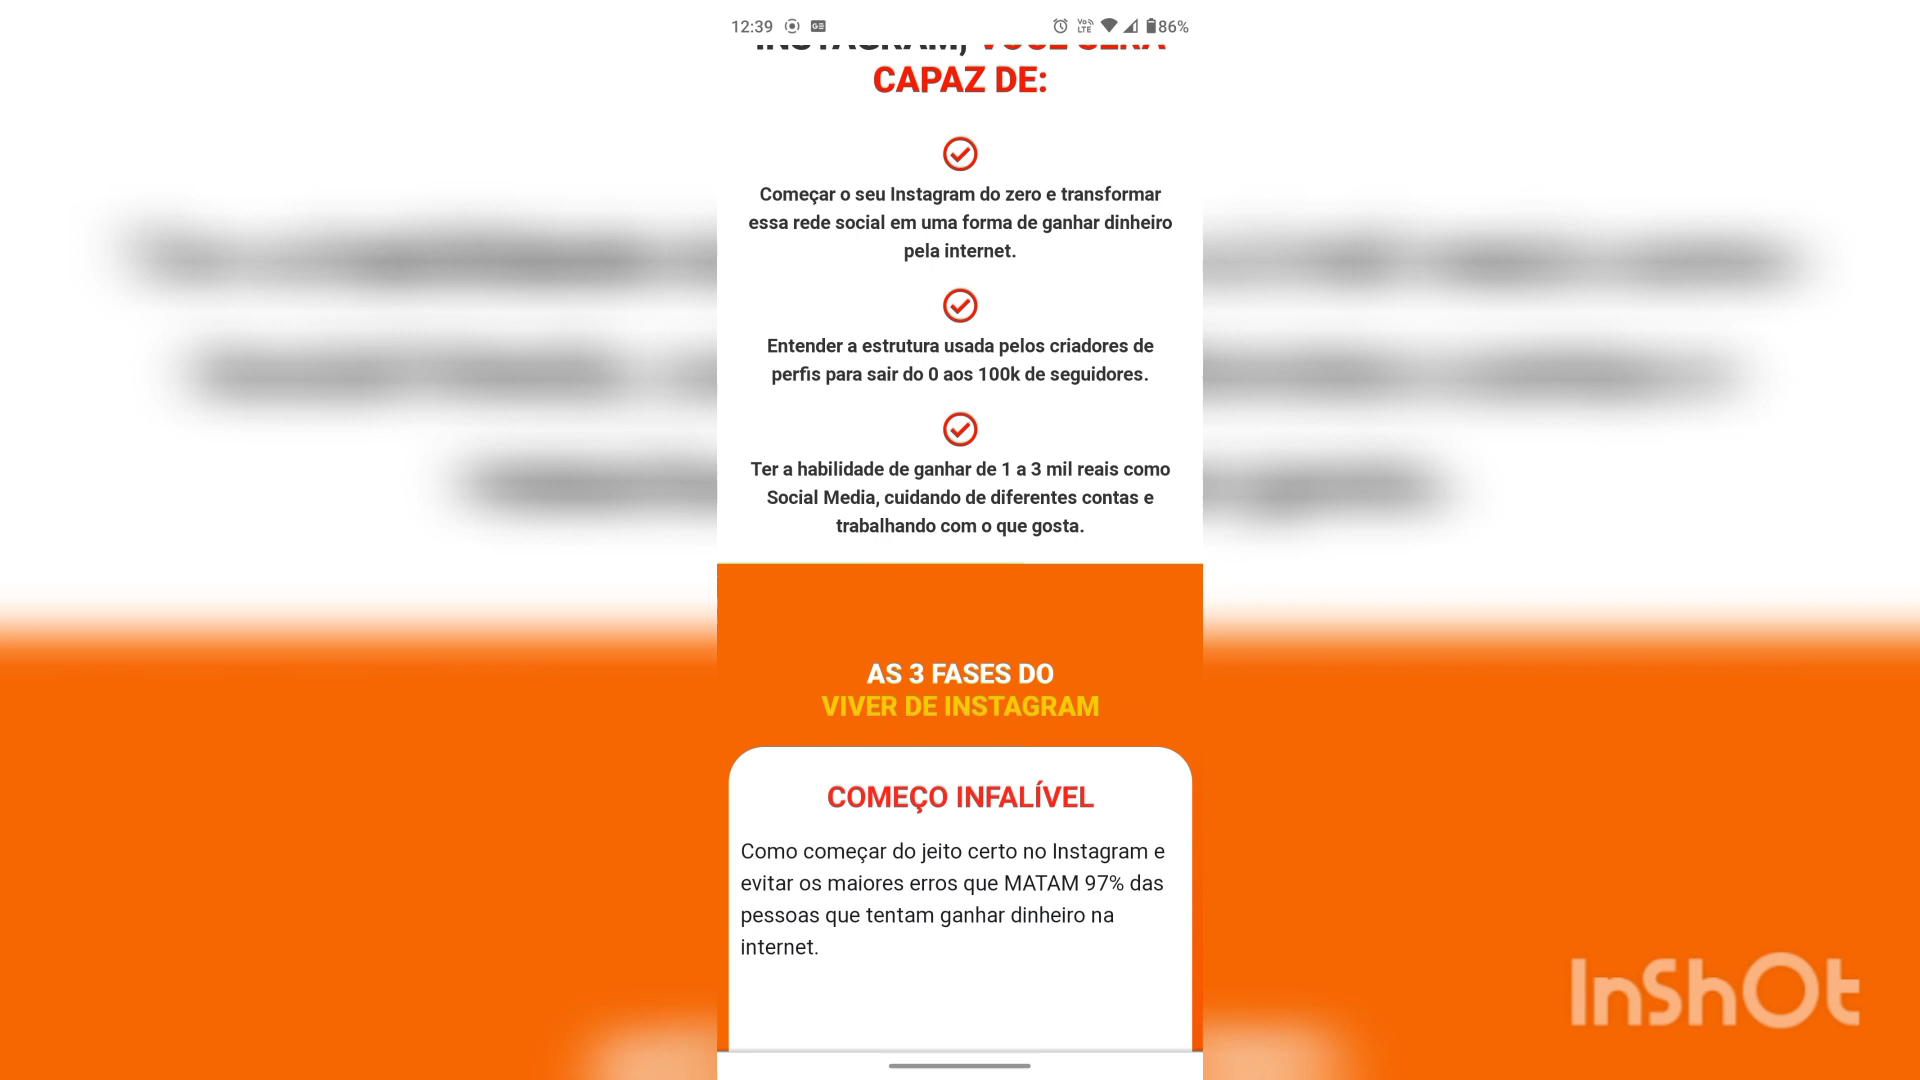 12:39
VoLTE
86%
INSTAGRAM, VOCÊ SERÁ
CAPAZ DE:
Começar o seu Instagram do zero e transformar
essa rede social em uma forma de ganhar dinheiro
pela internet.
Entender a estrutura usada pelos criadores de
perfis para sair do 0 aos 100k de seguidores.
Ter a habilidade de ganhar de 1 a 3 mil reais como
Social Media, cuidando de diferentes contas e
trabalhando com o que gosta.
AS 3 FASES DO
VIVER DE INSTAGRAM
COMEÇO INFALÍVEL
Como começar do jeito certo no Instagram e
evitar os maiores erros que MATAM 97% das
pessoas que tentam ganhar dinheiro na
internet.
InShOt